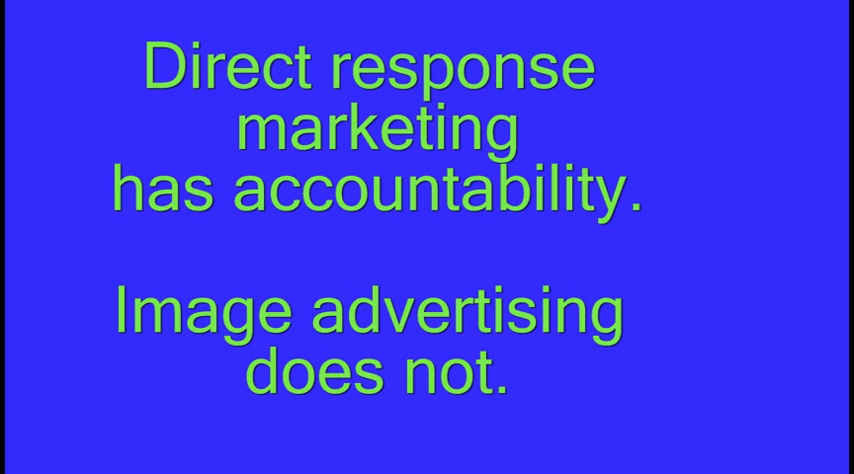 Direct response
marketing
has accountability.
Image advertising
does not.